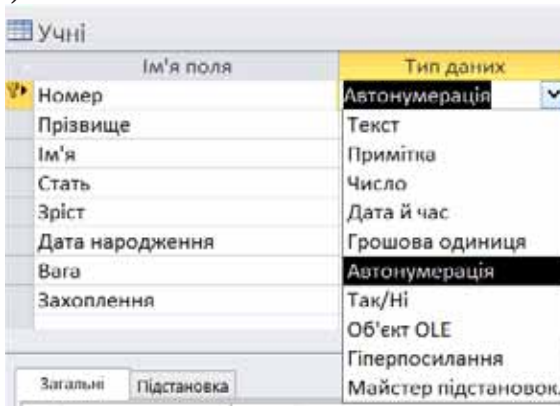 Учні
Ім'я поля Тип даних
Номер Автонумерація
Прізвище Текст
Ім'я Примітка
Стать Число
Зріст Дата й час
Дата народження Грошова одиниця
Вага Автонумерація
Захоплення Так/Ні
Об'єкт OLE
Гіперпосилання
Загальні Підстановка Майстер підстановок